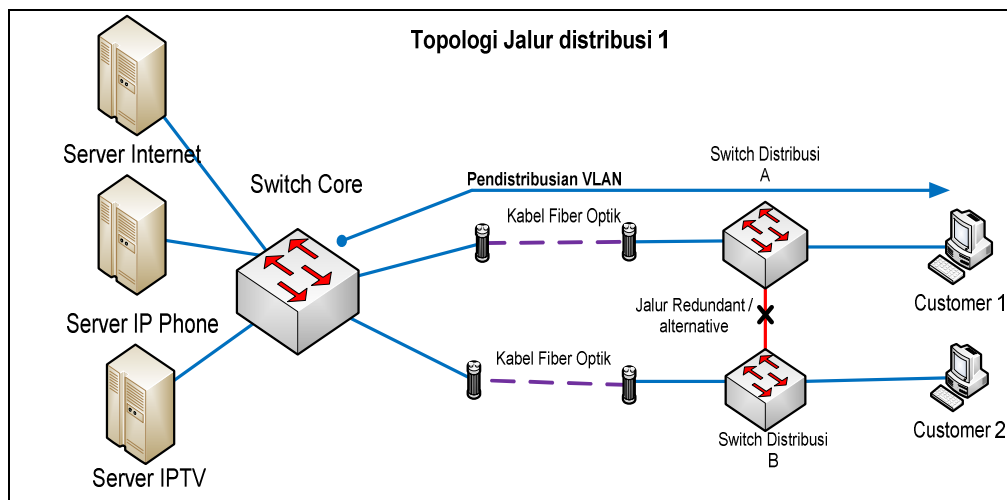 Topologi Jalur distribusi 1
Server Internet
Switch Core
Pendistribusian VLAN
Switch Distribusi
A
Kabel Fiber Optik
Customer 1
Server IP Phone
Jalur Redundant /
alternative
Kabel Fiber Optik
Switch Distribusi
B
Customer 2
Server IPTV